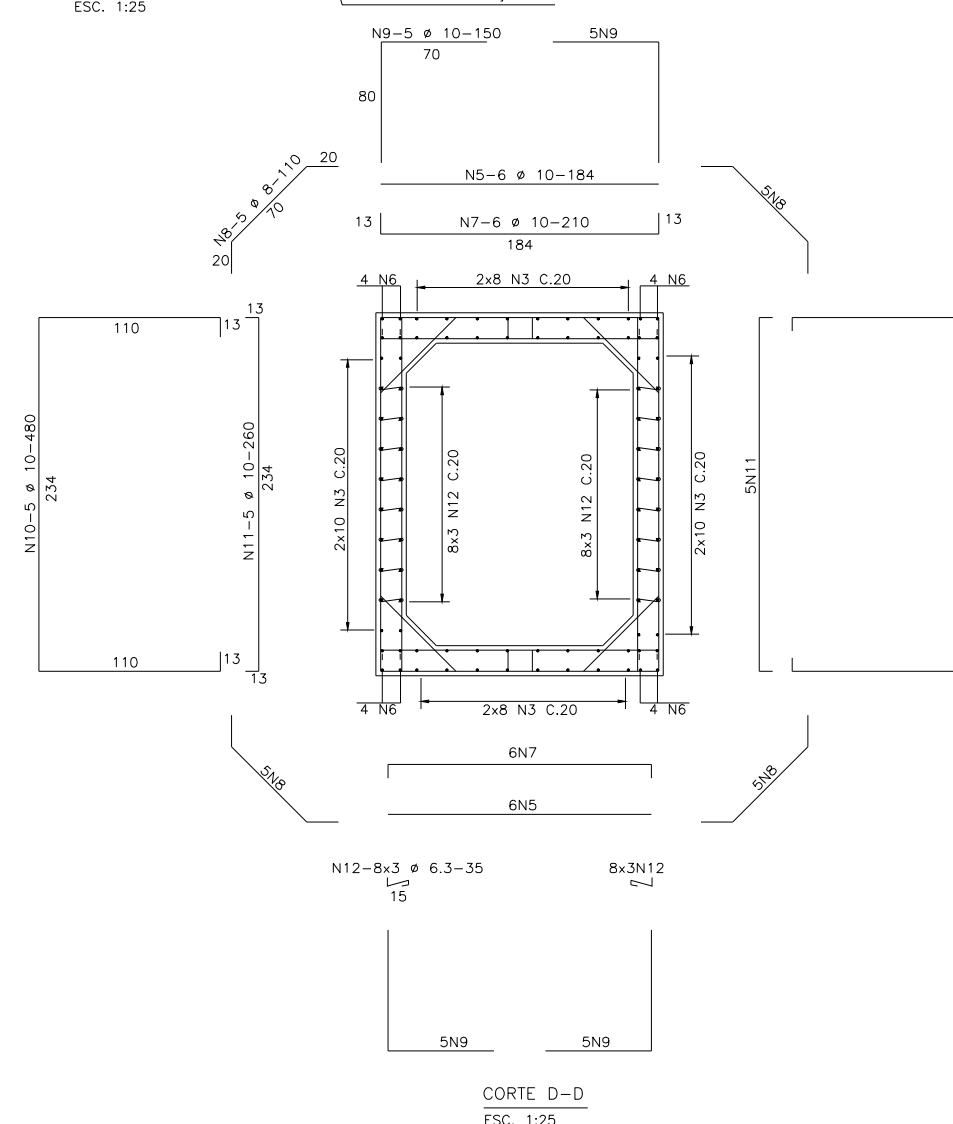 ESC. 1:25
N9-5 ø 10-150
5N9
70
80
20
N8-5 ø 8-110
70
20
N5-6 ø 10-184
5N8
13
N7-6 ø 10-210
13
184
4 N6
2x8 N3 C.20
4 N6
110
13
13
N10-5 ø 10-480
234
N11-5 ø 10-260
234
2x10 N3 C.20
8x3 N12 C.20
8x3 N12 C.20
2x10 N3 C.20
5N11
110
13
13
4 N6
2x8 N3 C.20
4 N6
5N8
6N7
5N8
6N5
N12-8x3 ø 6.3-35
8x3N12
15
5N9
5N9
CORTE D-D
ESC. 1:25